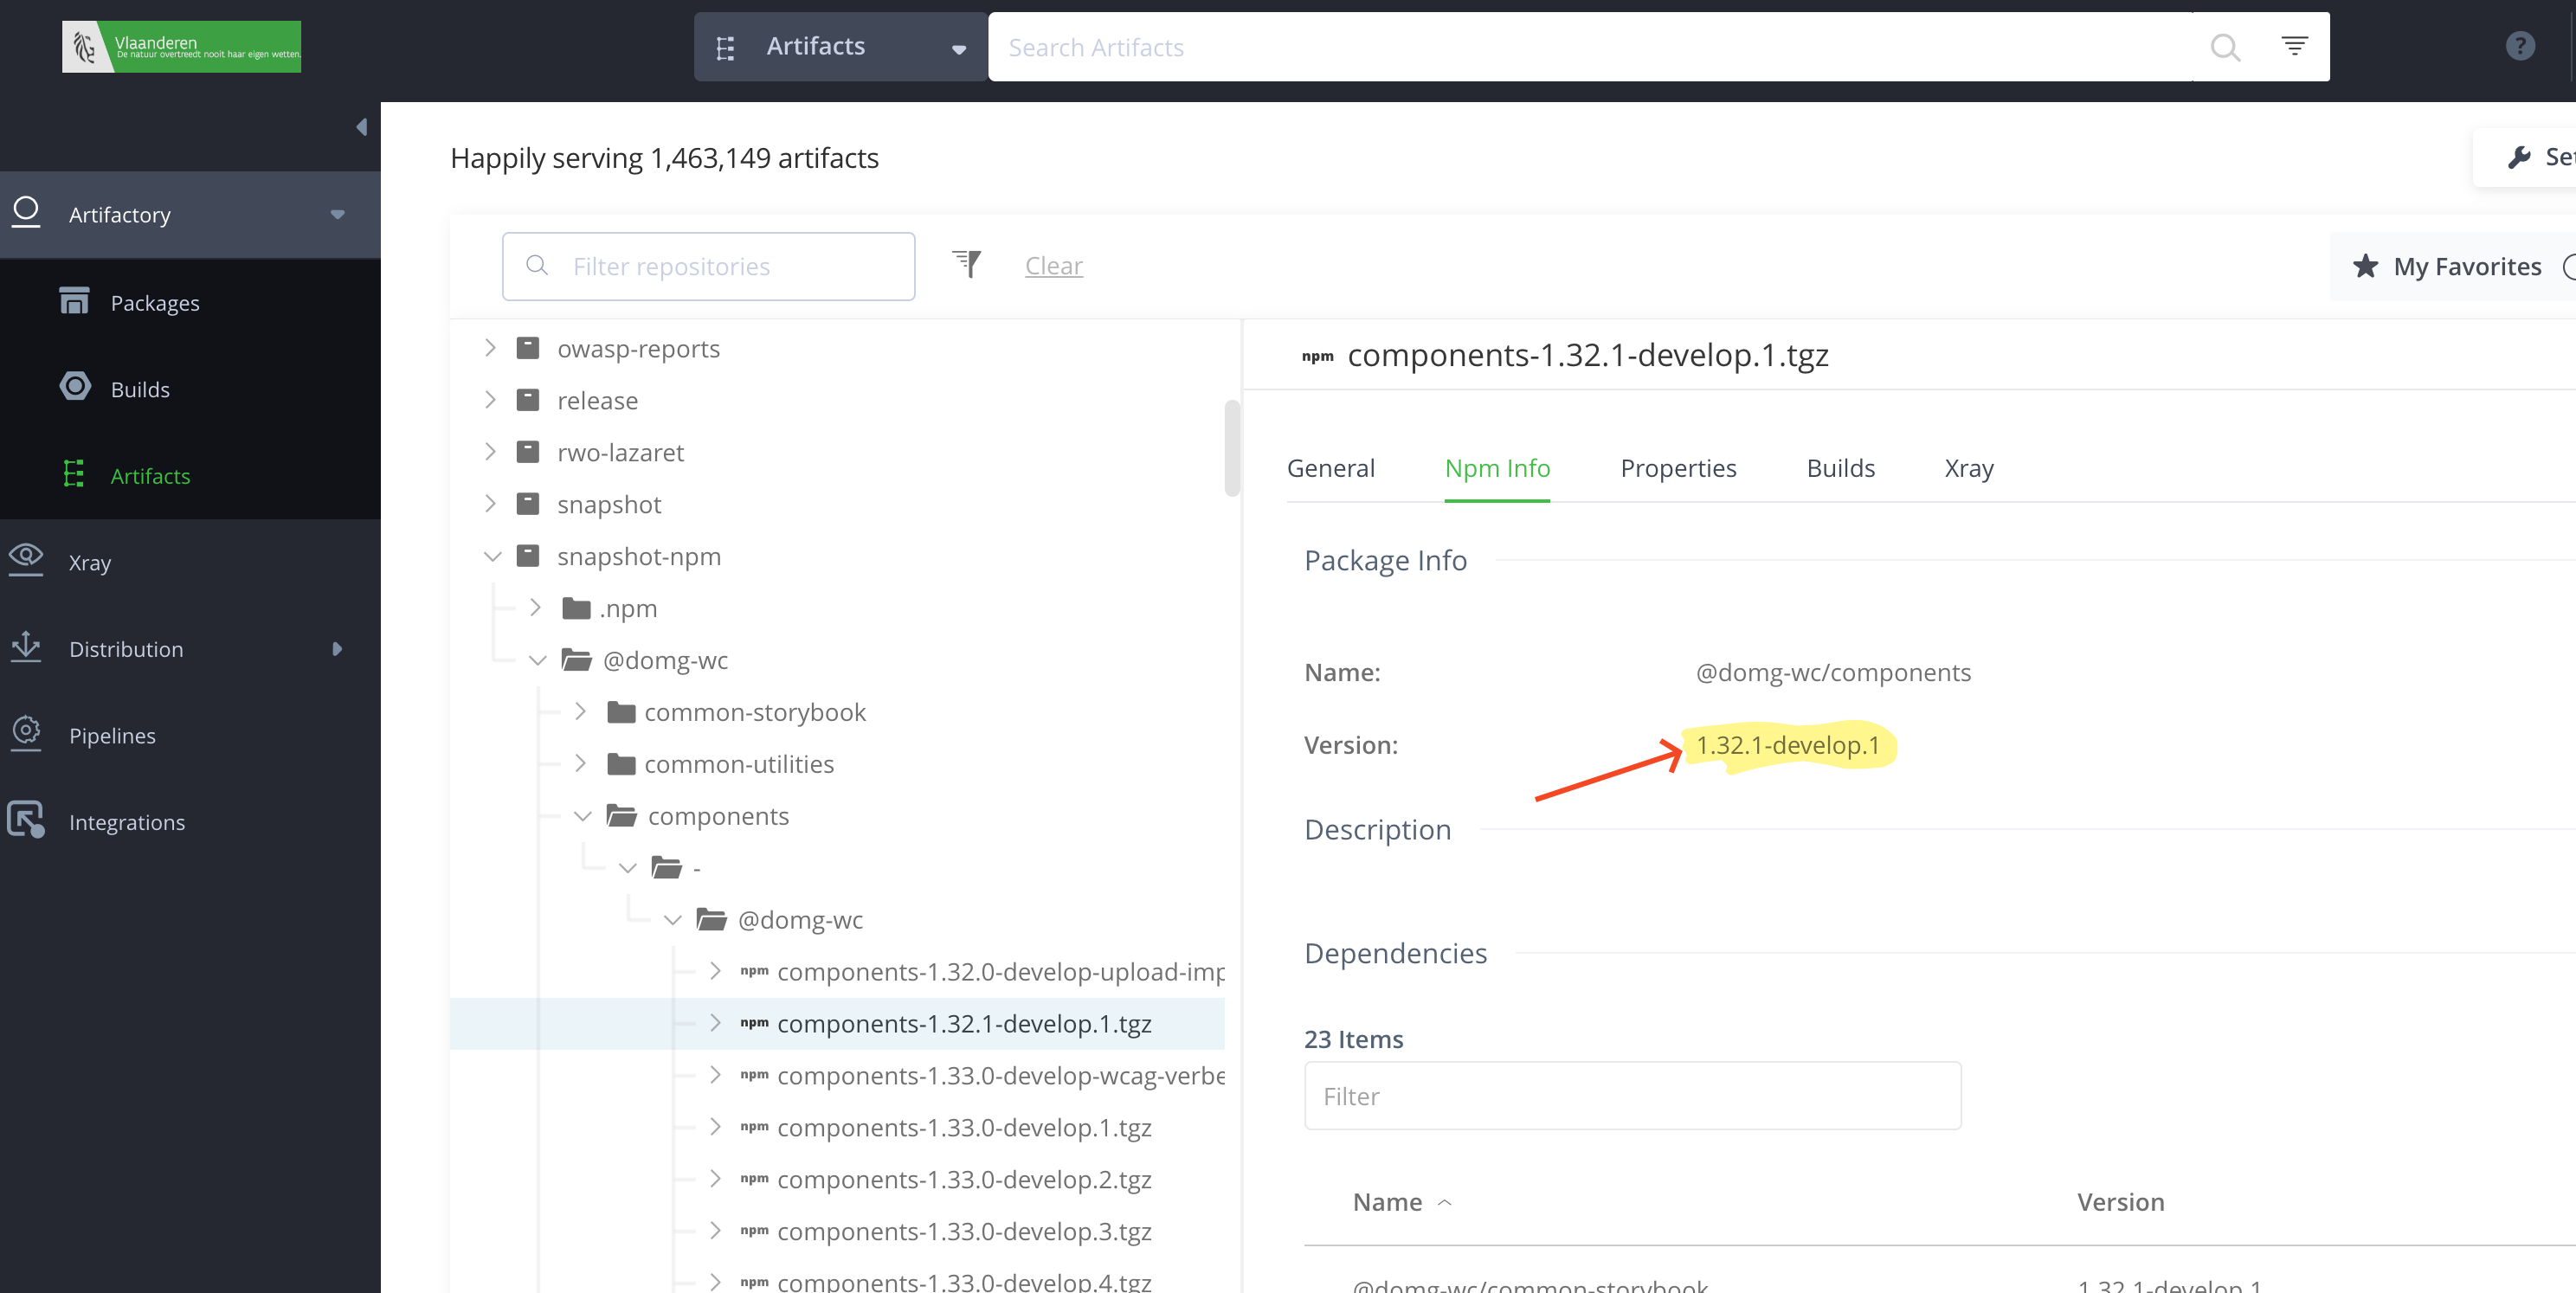 Vlaanderen
De natuur overtreedt nooit haar eigen wetten.
Artifacts
Search Artifacts
?
Happily serving 1,463,149 artifacts
Artifactory
Packages
Builds
Artifacts
Xray
Distribution
Pipelines
Integrations
Filter repositories
Clear
My Favorites
owasp-reports
release
rwo-lazaret
snapshot
snapshot-npm
.npm
@domg-wc
common-storybook
common-utilities
components
-
@domg-wc
npm components-1.32.0-develop-upload-imp
npm components-1.32.1-develop.1.tgz
npm components-1.33.0-develop-wcag-verbe
npm components-1.33.0-develop.1.tgz
npm components-1.33.0-develop.2.tgz
npm components-1.33.0-develop.3.tgz
npm components-1.33.0-develop.4.tgz
npm components-1.32.1-develop.1.tgz
General Npm Info Properties Builds Xray
Package Info
Name: @domg-wc/components
Version: 1.32.1-develop.1
Description
Dependencies
23 Items
Filter
Name Version
@domg-wc/common-storybook 1.32.1-develop.1